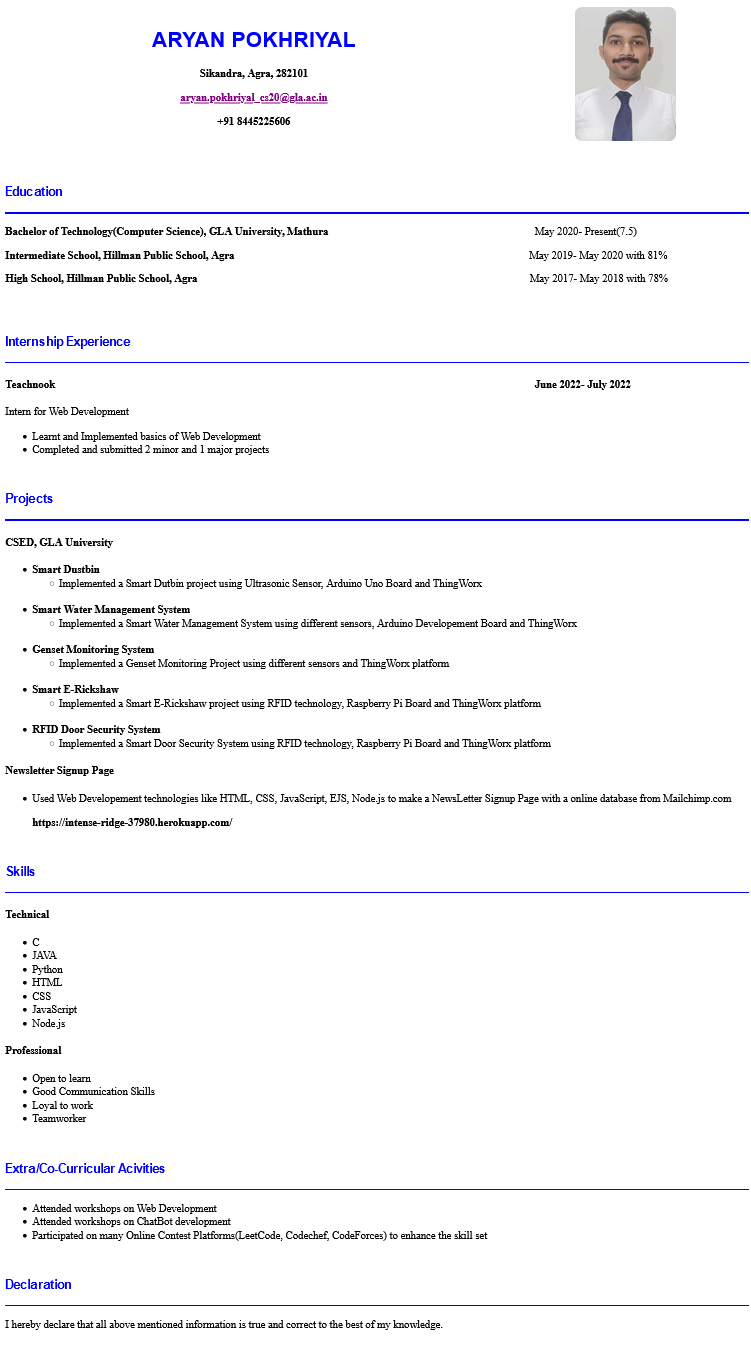 ARYAN POKHRIYAL
Sikandra, Agra, 282101
aryan.pokhriyal_cs20@gla.ac.in
+91 8445225606
Education
Bachelor of Technology(Computer Science), GLA University, Mathura May 2020- Present(7.5)
Intermediate School, Hillman Public School, Agra May 2019- May 2020 with 81%
High School, Hillman Public School, Agra May 2017- May 2018 with 78%
Internship Experience
Teachnook June 2022- July 2022
Intern for Web Development
• Learnt and Implemented basics of Web Development
• Completed and submitted 2 minor and 1 major projects
Projects
CSED, GLA University
• Smart Dustbin
○ Implemented a Smart Dutbin project using Ultrasonic Sensor, Arduino Uno Board and ThingWorx
• Smart Water Management System
○ Implemented a Smart Water Management System using different sensors, Arduino Developement Board and ThingWorx
• Genset Monitoring System
○ Implemented a Genset Monitoring Project using different sensors and ThingWorx platform
• Smart E-Rickshaw
○ Implemented a Smart E-Rickshaw project using RFID technology, Raspberry Pi Board and ThingWorx platform
• RFID Door Security System
○ Implemented a Smart Door Security System using RFID technology, Raspberry Pi Board and ThingWorx platform
Newsletter Signup Page
• Used Web Developement technologies like HTML, CSS, JavaScript, EJS, Node.js to make a NewsLetter Signup Page with a online database from Mailchimp.com
https://intense-ridge-37980.herokuapp.com/
Skills
Technical
• C
• JAVA
• Python
• HTML
• CSS
• JavaScript
• Node.js
Professional
• Open to learn
• Good Communication Skills
• Loyal to work
• Teamworker
Extra/Co-Curricular Acivities
• Attended workshops on Web Development
• Attended workshops on ChatBot development
• Participated on many Online Contest Platforms(LeetCode, Codechef, CodeForces) to enhance the skill set
Declaration
I hereby declare that all above mentioned information is true and correct to the best of my knowledge.